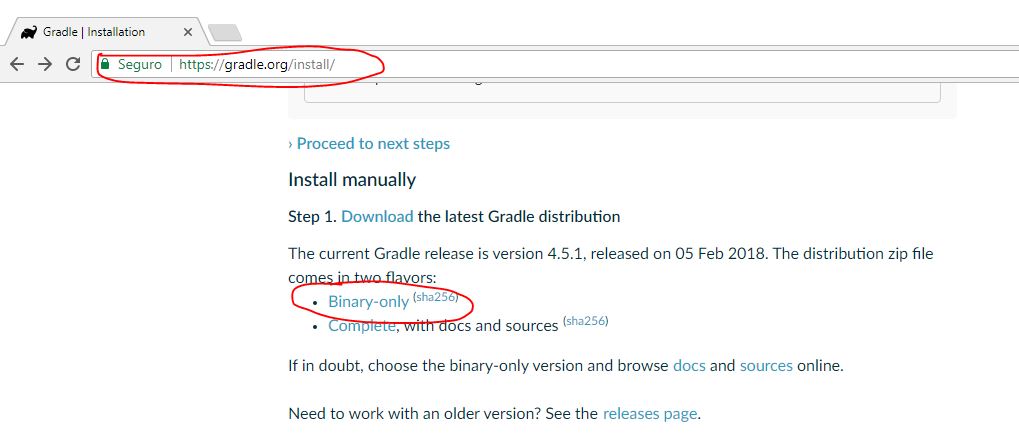 Gradle | Installation
Seguro https://gradle.org/install/
› Proceed to next steps
Install manually
Step 1. Download the latest Gradle distribution
The current Gradle release is version 4.5.1, released on 05 Feb 2018. The distribution zip file
comes in two flavors:
• Binary-only (sha256)
• Complete, with docs and sources (sha256)
If in doubt, choose the binary-only version and browse docs and sources online.
Need to work with an older version? See the releases page.